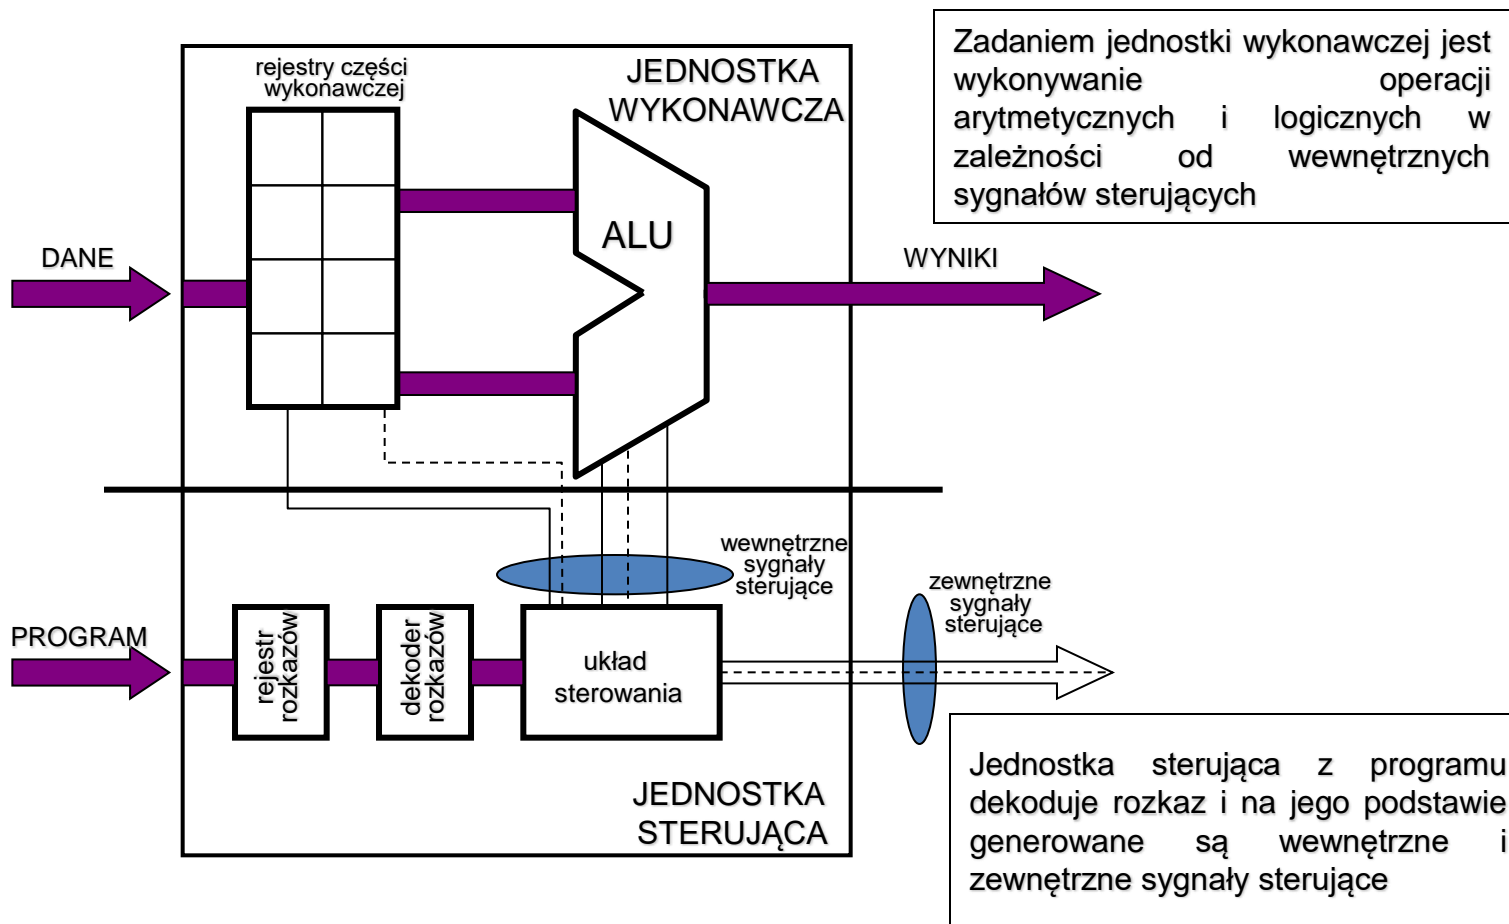 Zadaniem jednostki wykonawczej jest
wykonywanie operacji
arytmetycznych i logicznych w
zależności od wewnętrznych
sygnałów sterujących
rejestry części
wykonawczej
JEDNOSTKA
WYKONAWCZA
DANE
ALU
WYNIKI
wewnętrzne
sygnały
sterujące
zewnętrzne
sygnały
sterujące
PROGRAM
rejestr
rozkazów
dekoder
rozkazów
układ
sterowania
JEDNOSTKA
STERUJĄCA
Jednostka sterująca z programu
dekoduje rozkaz i na jego podstawie
generowane są wewnętrzne i
zewnętrzne sygnały sterujące